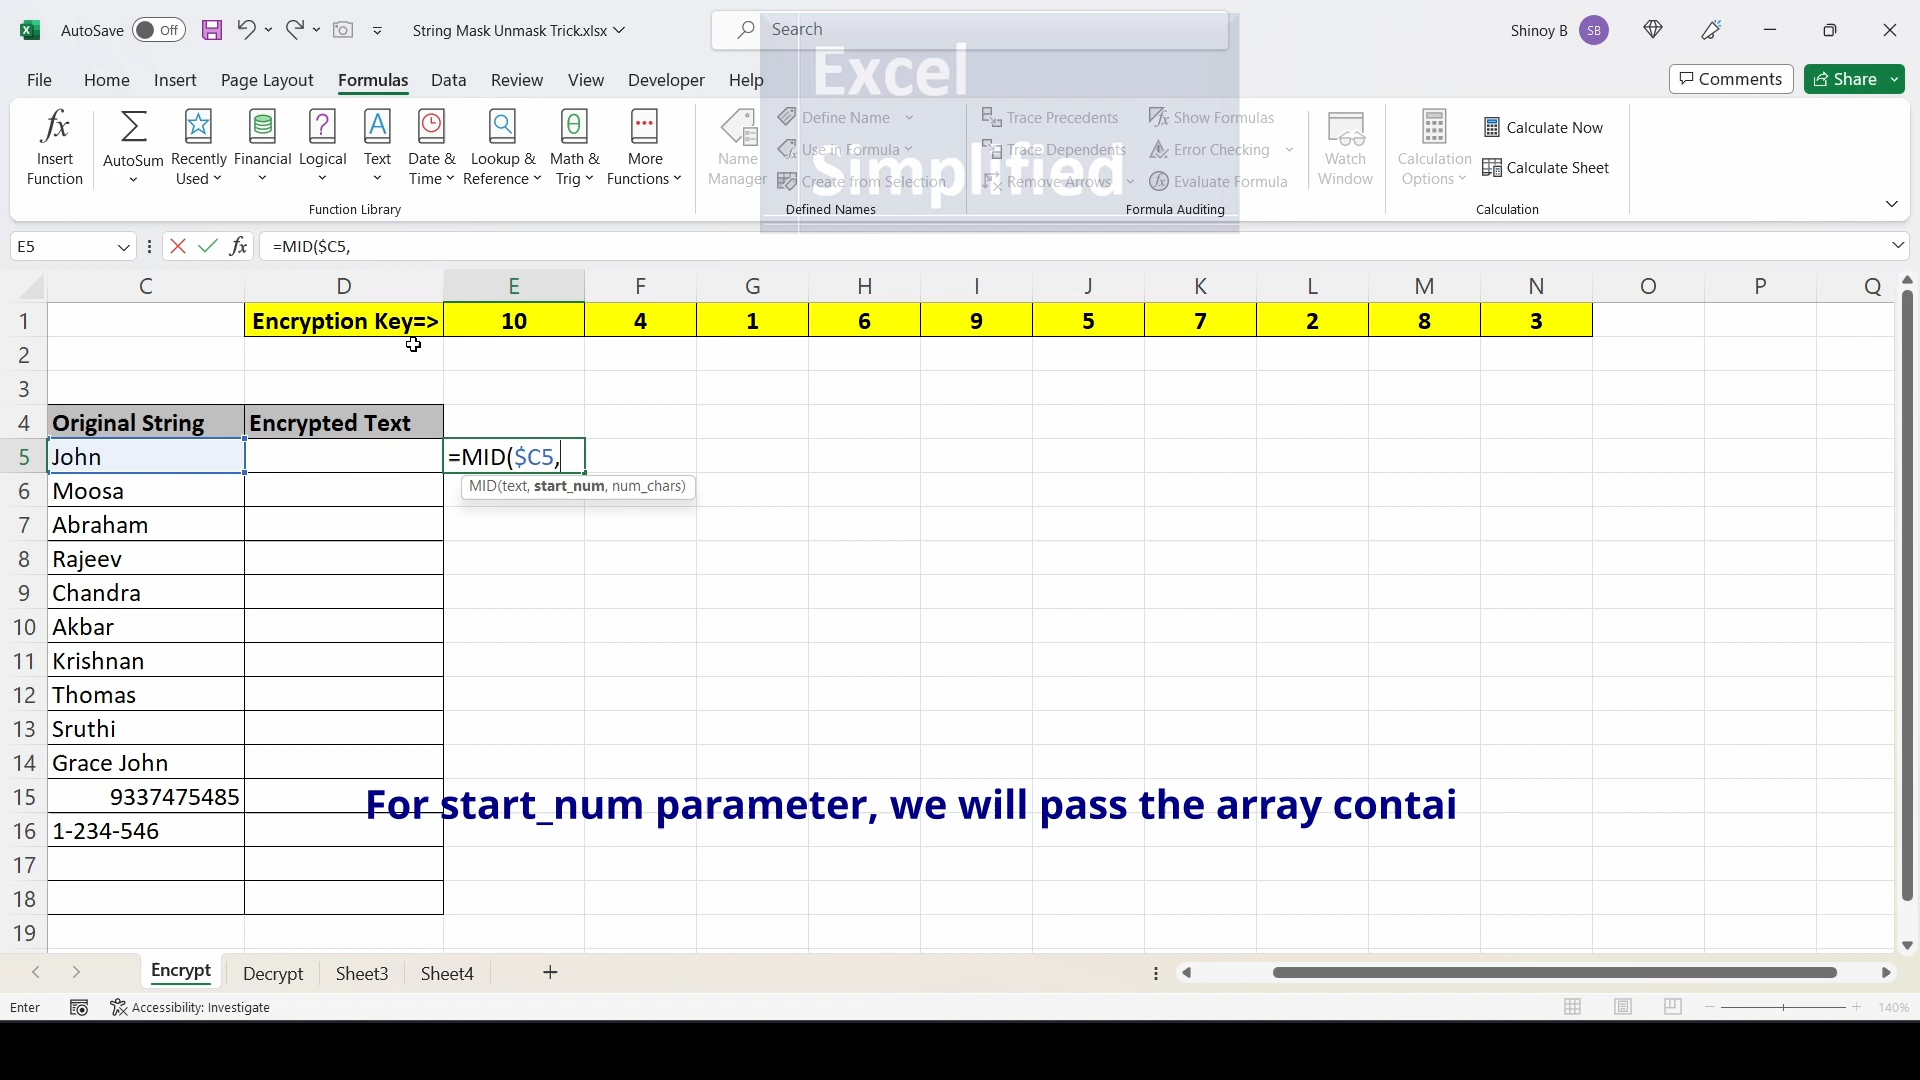 AutoSave Off String Mask Unmask Trick.xlsx Search Shinoy B SB
File Home Insert Page Layout Formulas Data Review View Developer Help Comments Share
Excel
Simplified
Insert Function
AutoSum
Recently Used
Financial
Logical
Text
Date & Time
Lookup & Reference
Math & Trig
More Functions
Function Library
Name Manager
Define Name
Use in Formula
Create from Selection
Defined Names
Trace Precedents
Trace Dependents
Remove Arrows
Show Formulas
Error Checking
Evaluate Formula
Formula Auditing
Watch Window
Calculation Options
Calculate Now
Calculate Sheet
Calculation
E5 fx =MID($C5,
C D E F G H I J K L M N O P Q
1 Encryption Key=> 10 4 1 6 9 5 7 2 8 3
2
3
4 Original String Encrypted Text
5 John =MID($C5,
MID(text, start_num, num_chars)
6 Moosa
7 Abraham
8 Rajeev
9 Chandra
10 Akbar
11 Krishnan
12 Thomas
13 Sruthi
14 Grace John
15 9337475485
For start_num parameter, we will pass the array contai
16 1-234-546
17
18
19
Encrypt Decrypt Sheet3 Sheet4
Enter Accessibility: Investigate 140%